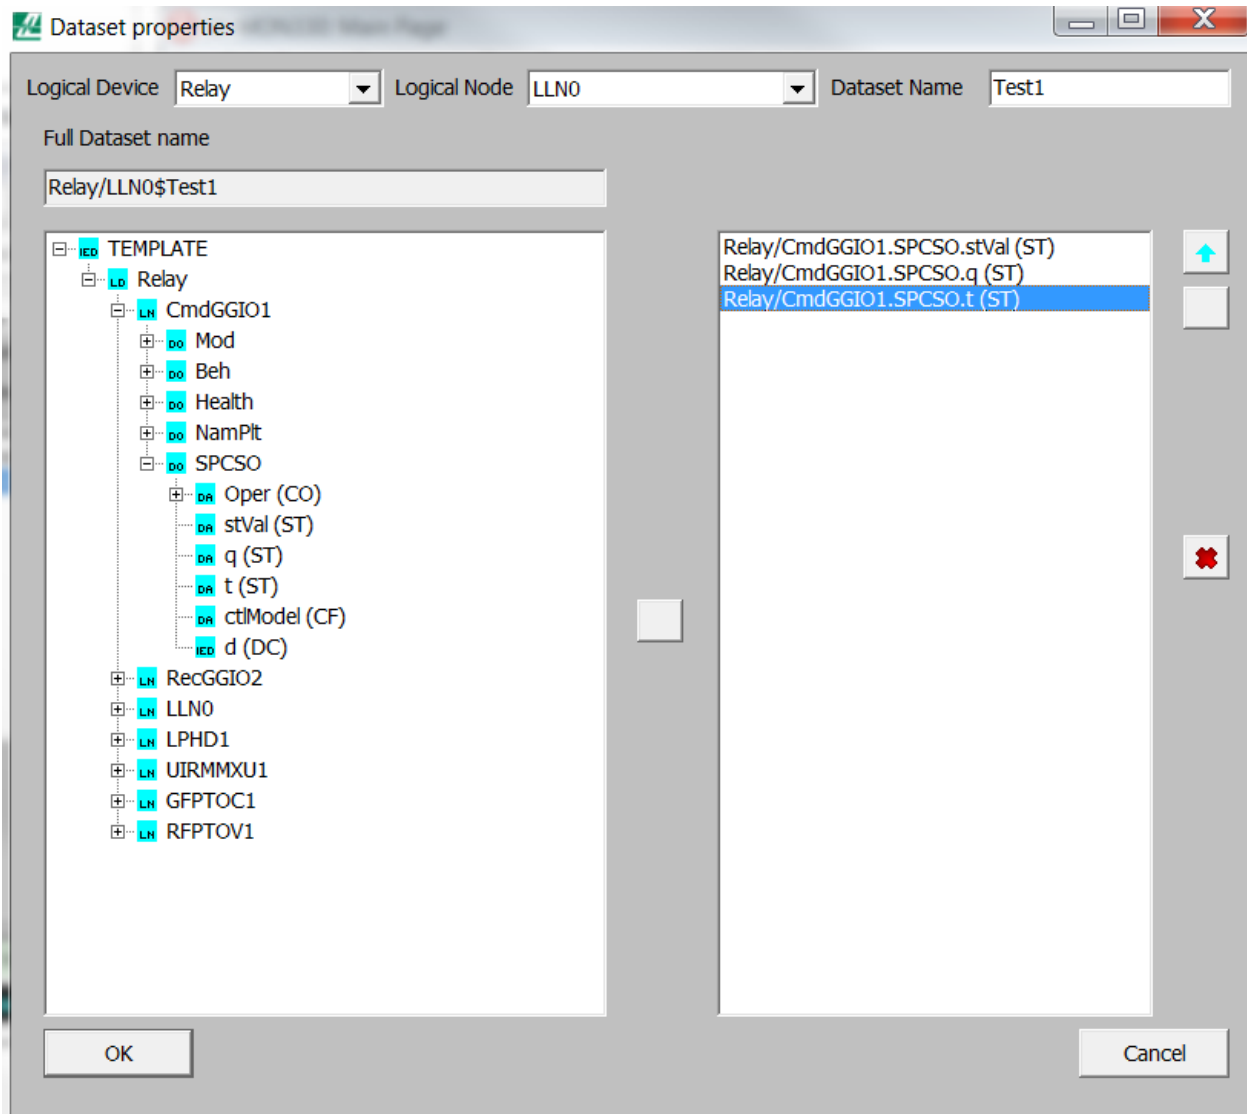 Dataset properties
Logical Device Relay Logical Node LLN0 Dataset Name Test1
Full Dataset name
Relay/LLN0$Test1
IED TEMPLATE
LD Relay
LN CmdGGIO1
DO Mod
DO Beh
DO Health
DO NamPlt
DO SPCSO
DA Oper (CO)
DA stVal (ST)
DA q (ST)
DA t (ST)
DA ctlModel (CF)
IED d (DC)
LN RecGGIO2
LN LLN0
LN LPHD1
LN UIRMMXU1
LN GFPTOC1
LN RFPTOV1
Relay/CmdGGIO1.SPCSO.stVal (ST)
Relay/CmdGGIO1.SPCSO.q (ST)
Relay/CmdGGIO1.SPCSO.t (ST)
OK
Cancel